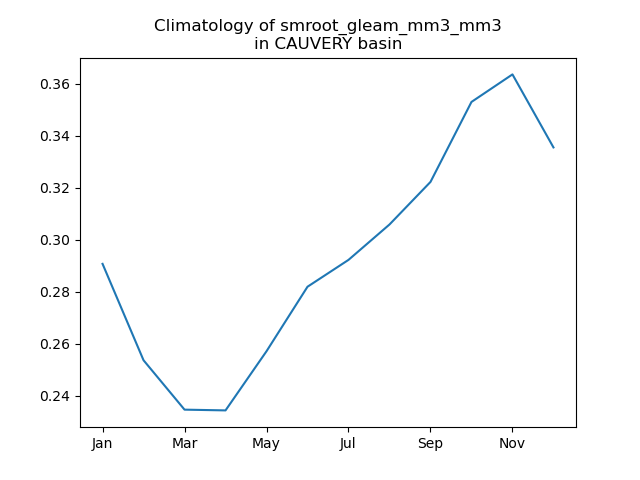 Climatology of smroot_gleam_mm3_mm3
in CAUVERY basin
0.36
0.34
0.32
0.30
0.28
0.26
0.24
Jan Mar May Jul Sep Nov